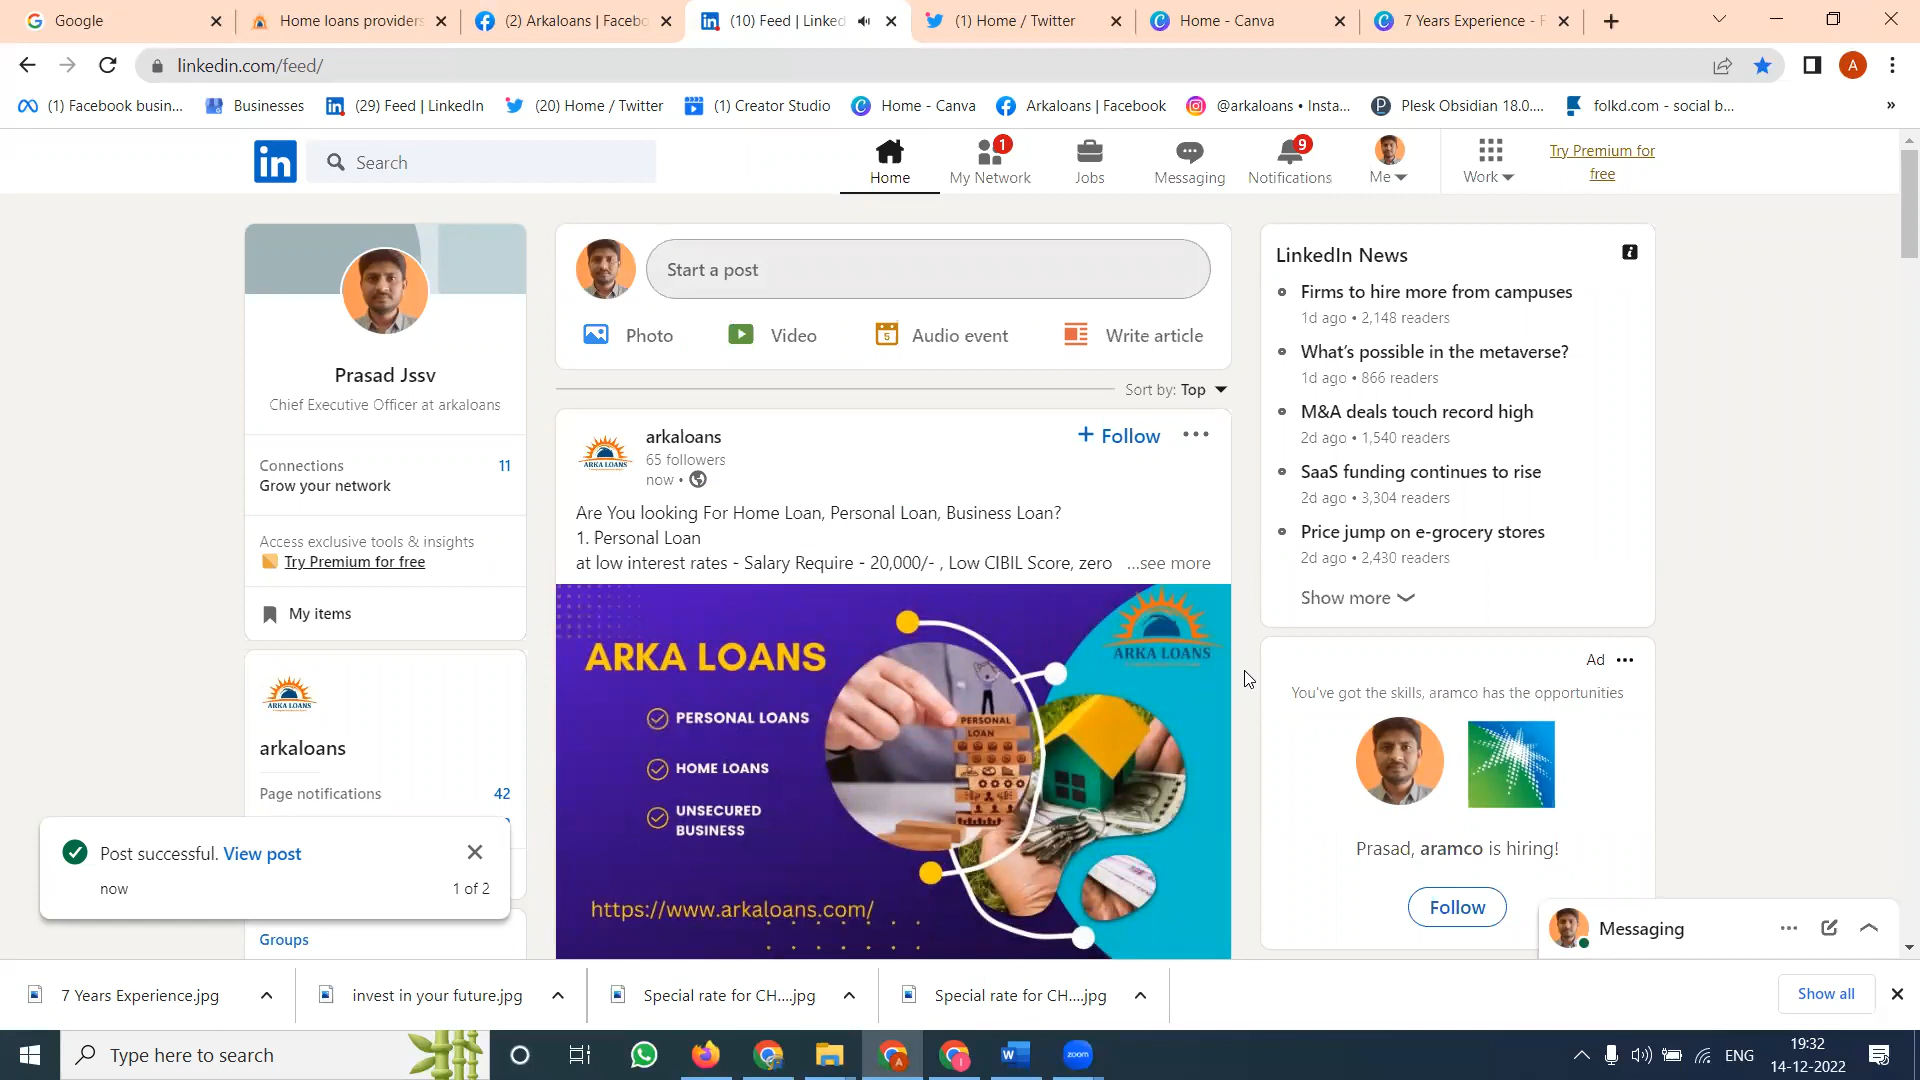 Google
Home loans providers
(2) Arkaloans | Facebo
(10) Feed | Linked
(1) Home / Twitter
Home - Canva
7 Years Experience - F
linkedin.com/feed/
A
(1) Facebook busin...
Businesses
(29) Feed | LinkedIn
(20) Home / Twitter
(1) Creator Studio
Home - Canva
Arkaloans | Facebook
@arkaloans • Insta...
Plesk Obsidian 18.0....
folkd.com - social b...
»
in
Search
Home
1
My Network
Jobs
Messaging
9
Notifications
Me
Work
Try Premium for
free
Prasad Jssv
Chief Executive Officer at arkaloans
Connections 11
Grow your network
Access exclusive tools & insights
Try Premium for free
My items
ARKA LOANS
arkaloans
Page notifications 42
Post successful. View post
now 1 of 2
Groups
Start a post
Photo
Video
5
Audio event
Write article
Sort by: Top
ARKA LOANS
arkaloans
65 followers
now •
+ Follow
Are You looking For Home Loan, Personal Loan, Business Loan?
1. Personal Loan
at low interest rates - Salary Require - 20,000/- , Low CIBIL Score, zero ...see more
ARKA LOANS
ARKA LOANS
PERSONAL LOANS
HOME LOANS
UNSECURED
BUSINESS
PERSONAL
LOAN
https://www.arkaloans.com/
LinkedIn News
Firms to hire more from campuses
1d ago • 2,148 readers
What's possible in the metaverse?
1d ago • 866 readers
M&A deals touch record high
2d ago • 1,540 readers
SaaS funding continues to rise
2d ago • 3,304 readers
Price jump on e-grocery stores
2d ago • 2,430 readers
Show more
Ad
You've got the skills, aramco has the opportunities
Prasad, aramco is hiring!
Follow
Messaging
7 Years Experience.jpg
invest in your future.jpg
Special rate for CH....jpg
Special rate for CH....jpg
Show all
Type here to search
zoom
ENG
19:32
14-12-2022